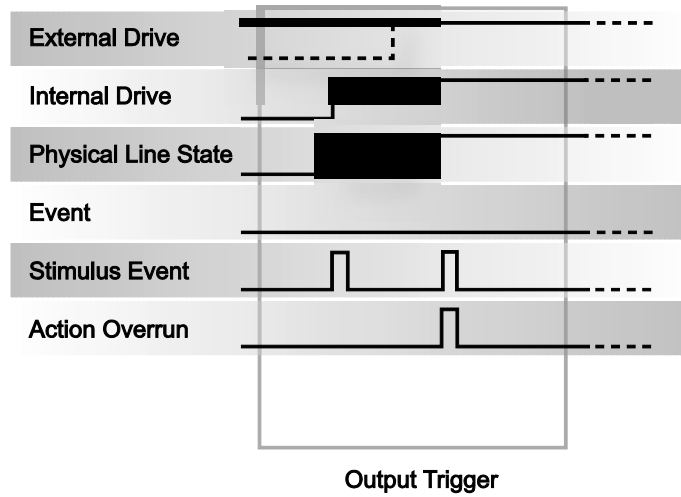 External Drive
Internal Drive
Physical Line State
Event
Stimulus Event
Action Overrun
Output Trigger